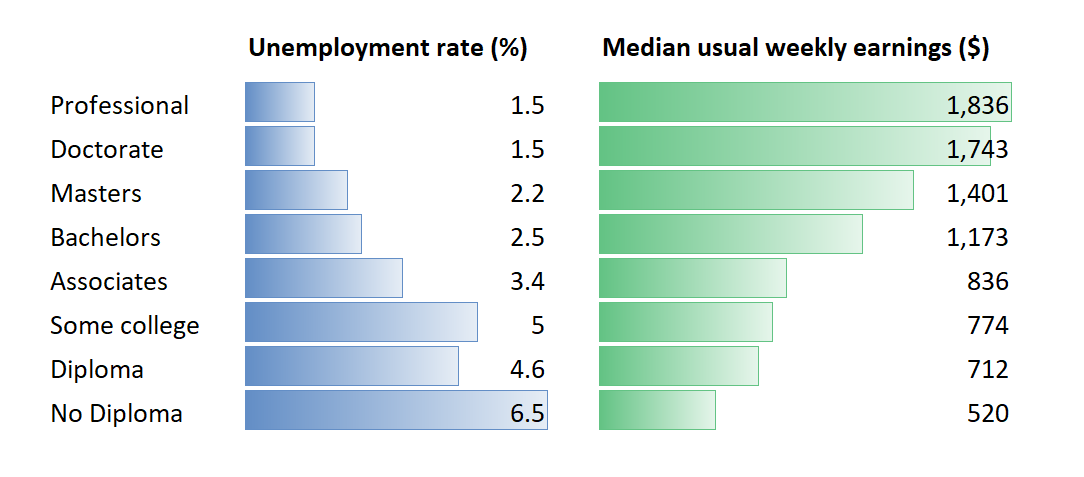 Unemployment rate (%) Median usual weekly earnings ($)
Professional 1.5 1,836
Doctorate 1.5 1,743
Masters 2.2 1,401
Bachelors 2.5 1,173
Associates 3.4 836
Some college 5 774
Diploma 4.6 712
No Diploma 6.5 520